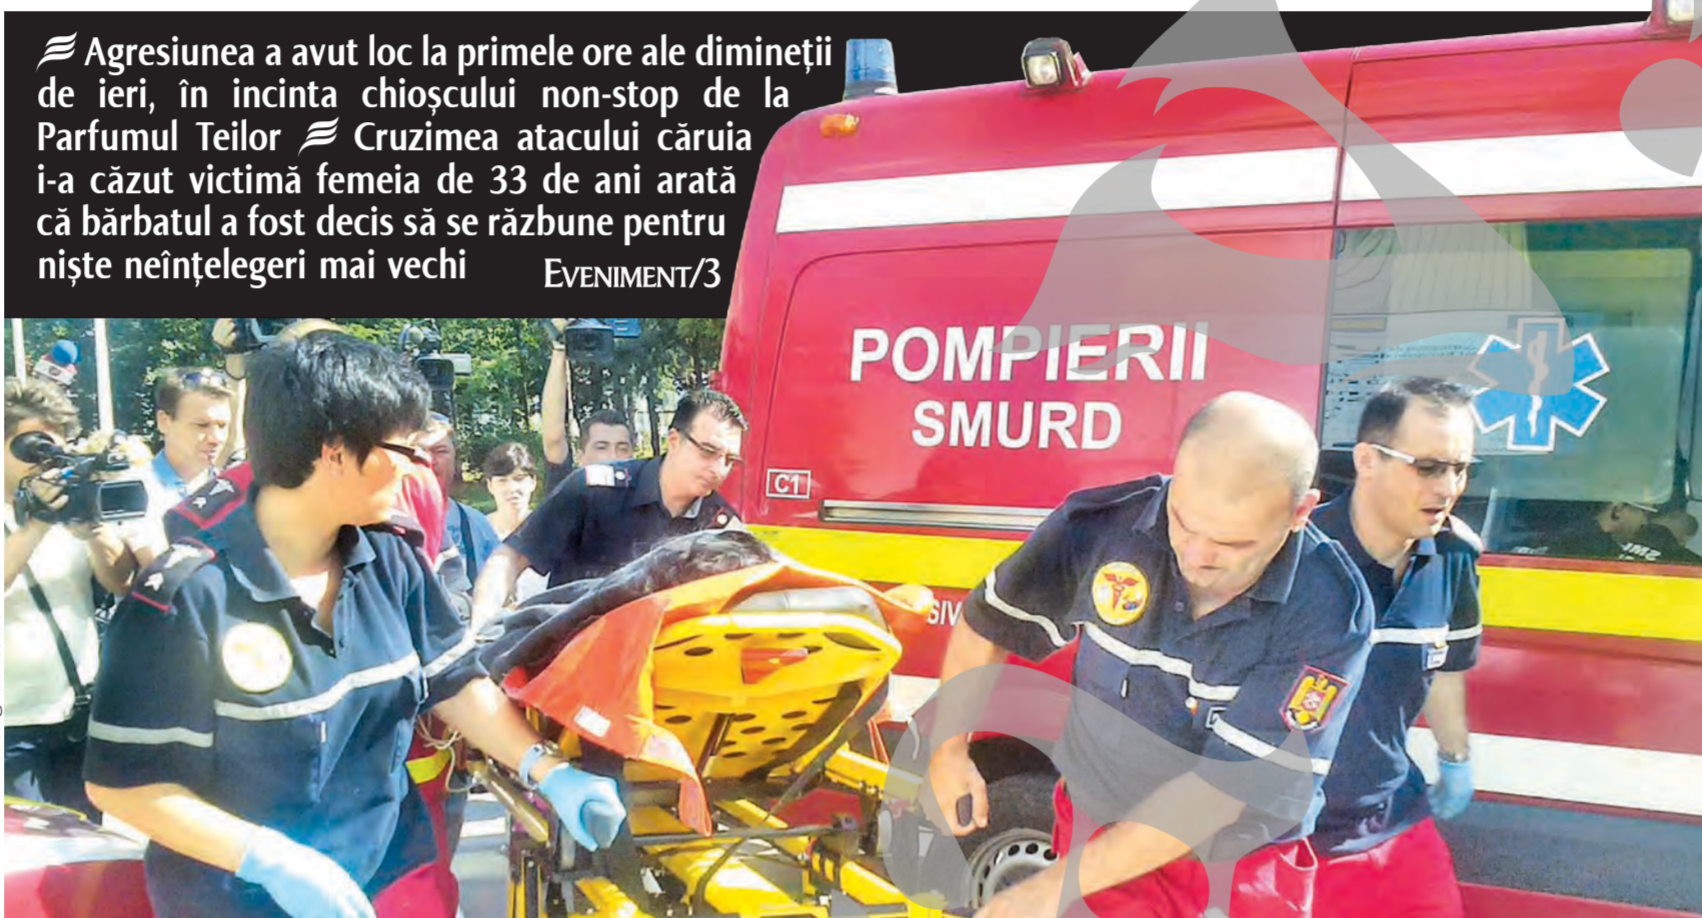 Agresiunea a avut loc la primele ore ale dimineții
de ieri, în incinta chioșcului non-stop de la
Parfumul Teilor Cruzimea atacului căruia
i-a căzut victimă femeia de 33 de ani arată
că bărbatul a fost decis să se răzbune pentru
niște neînțelegeri mai vechi EVENIMENT/3
POMPIERII
SMURD
C1